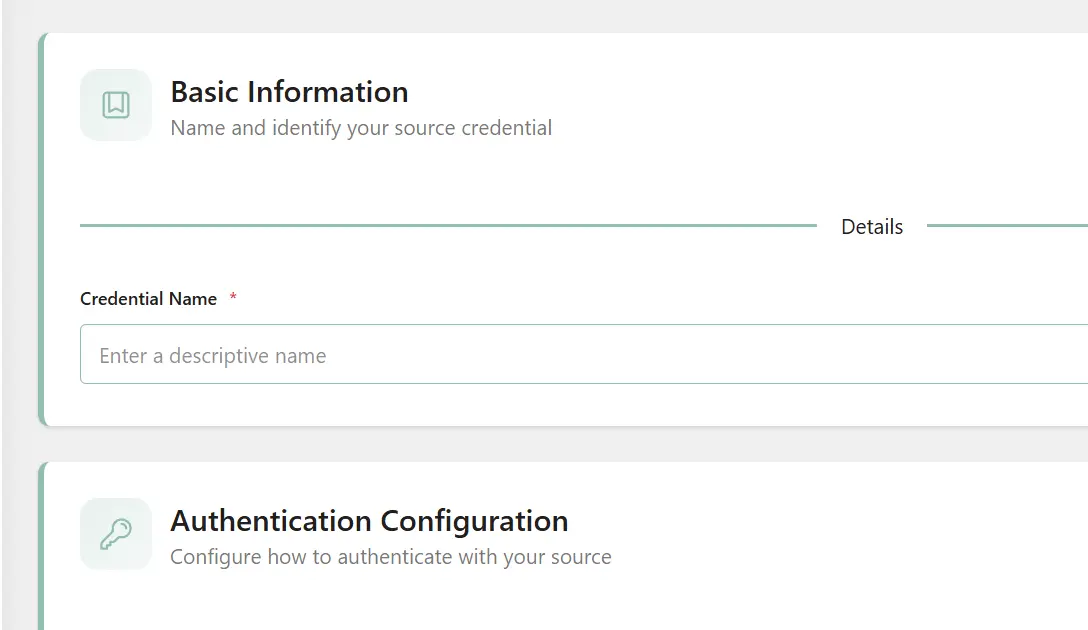 Basic Information
Name and identify your source credential
Details
Credential Name *
Enter a descriptive name
Authentication Configuration
Configure how to authenticate with your source